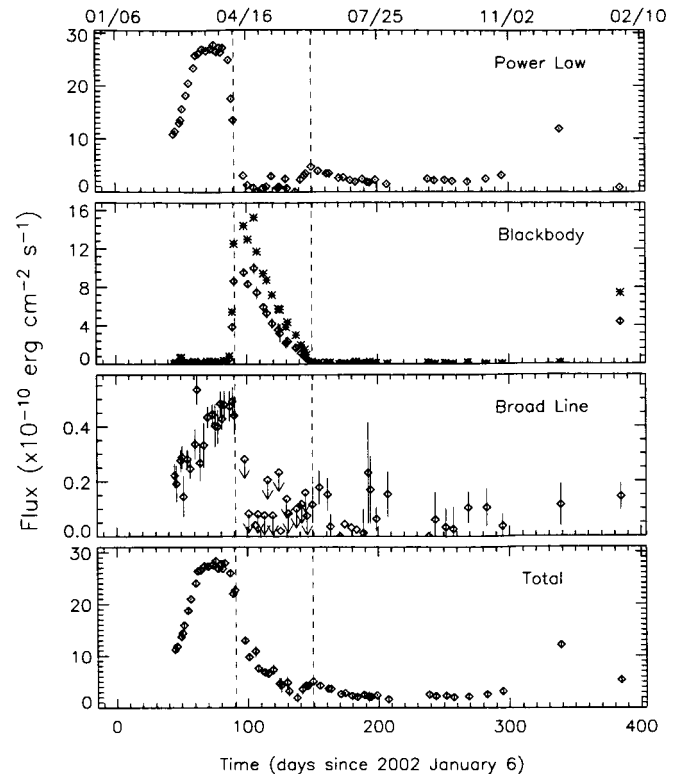 01/06 04/16 07/25 11/02 02/10
30
Power Law
20
10
0
16
Blackbody
12
8
4
0
Broad Line
0.4
0.2
0.0
30
Total
20
10
0
0 100 200 300 400
Flux (x10⁻¹⁰ erg cm⁻² s⁻¹)
Time (days since 2002 January 6)